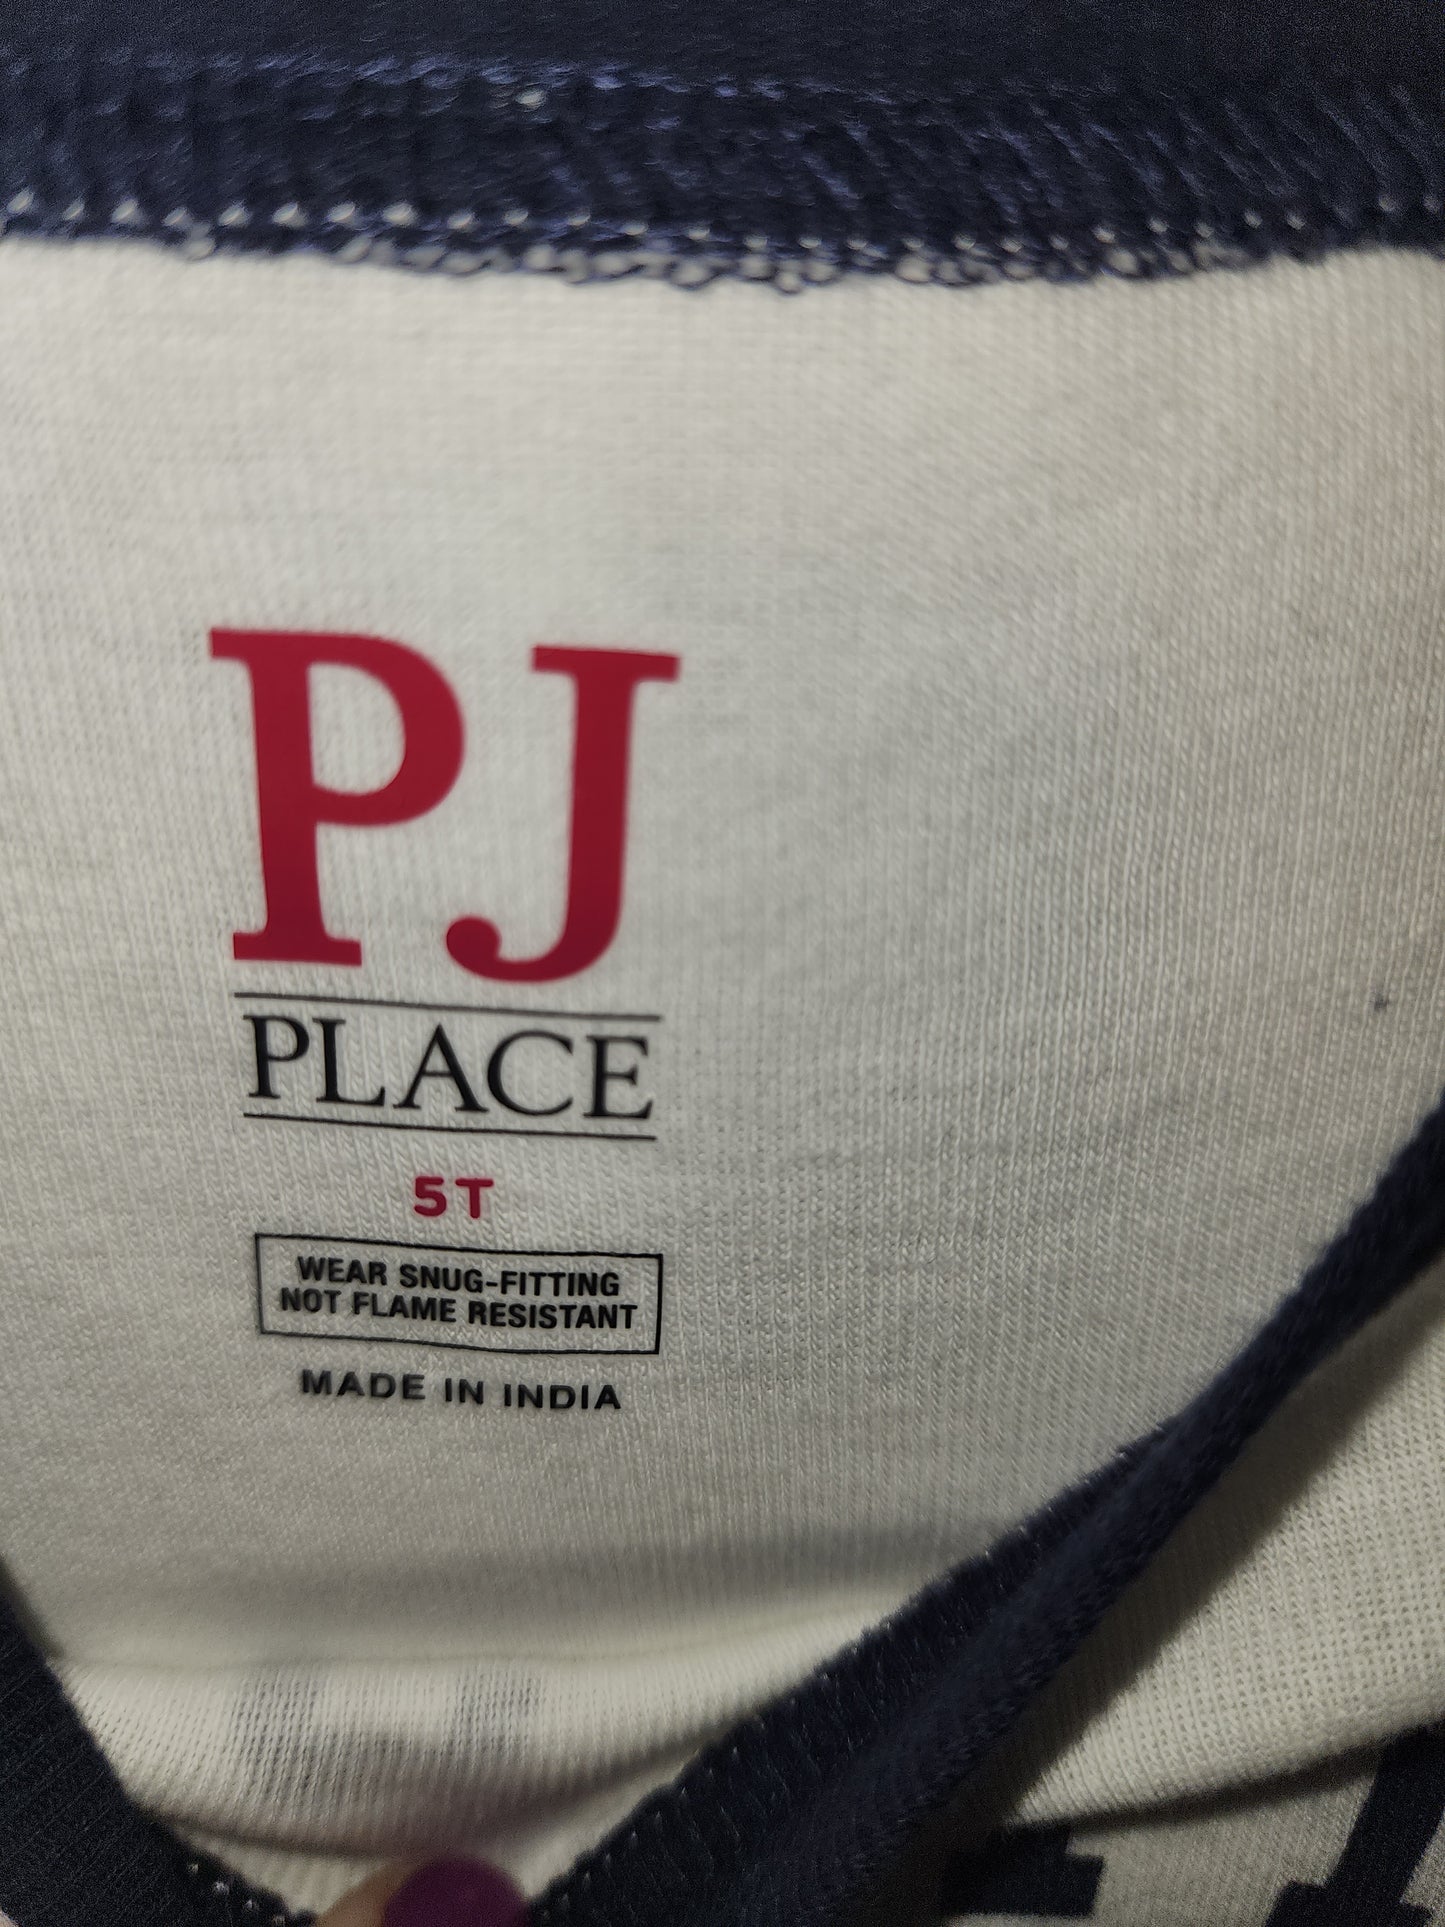 PJ
PLACE
5T
WEAR SNUG-FITTING
NOT FLAME RESISTANT
MADE IN INDIA